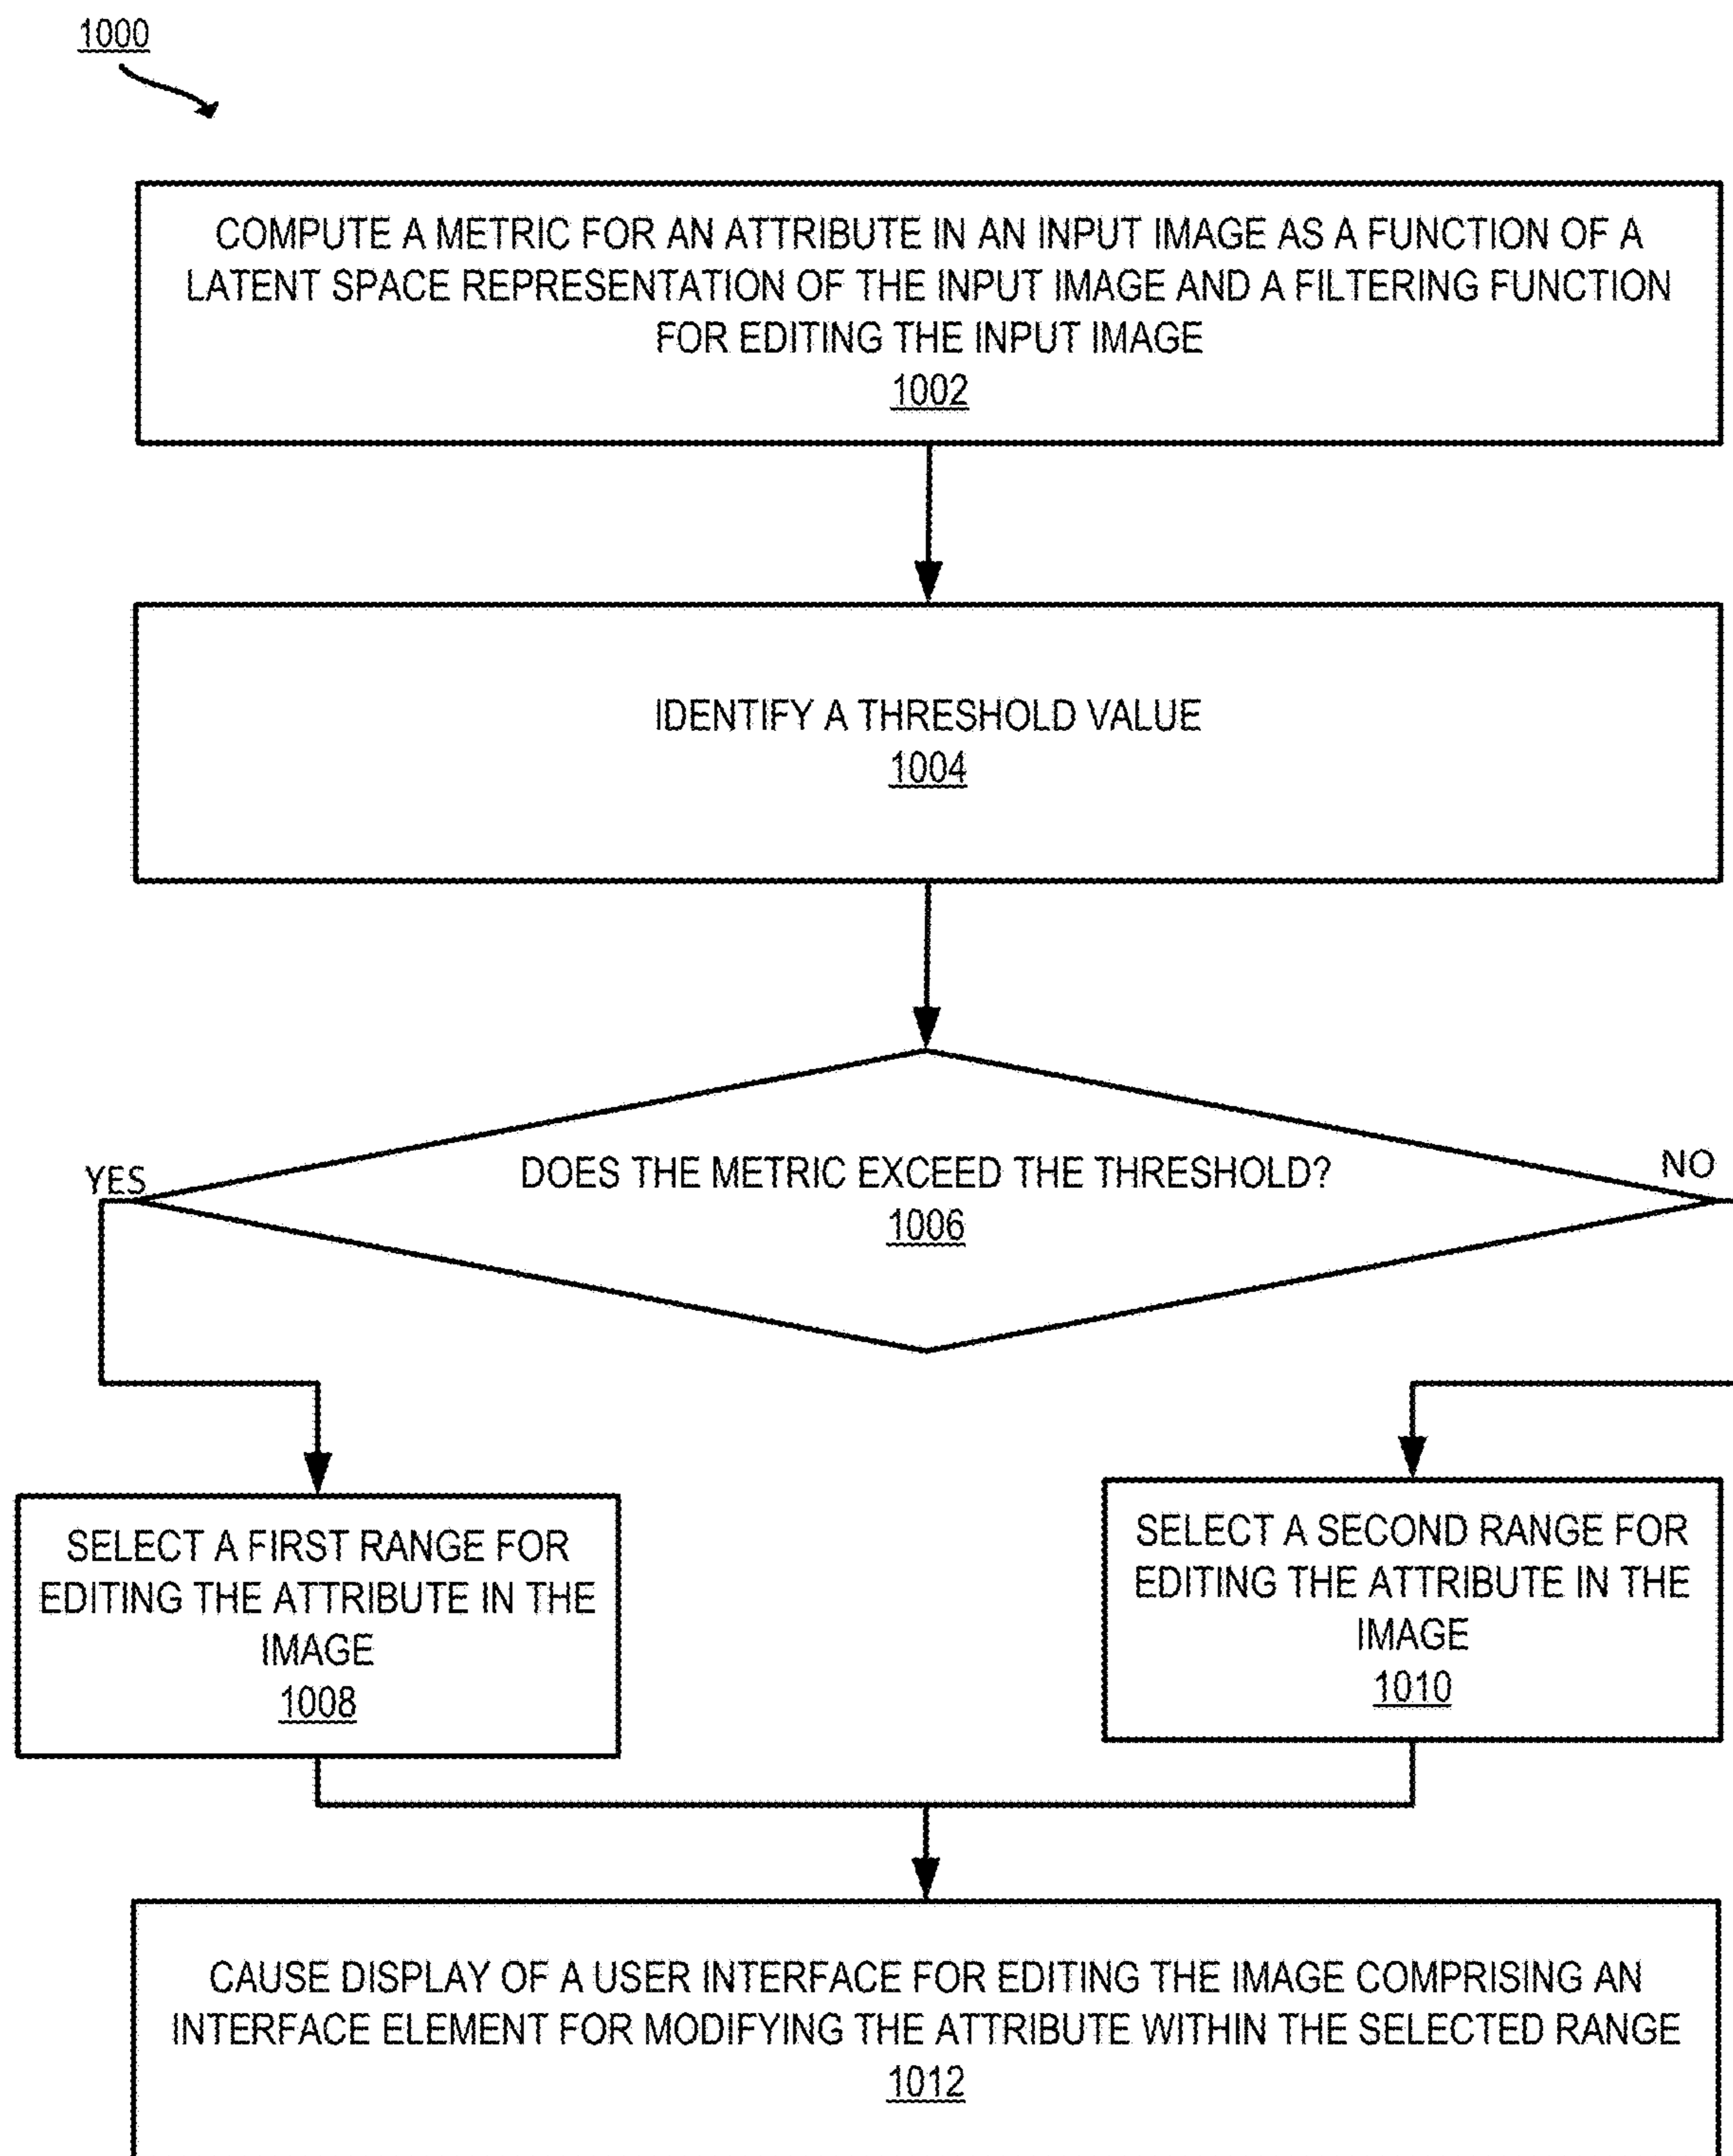 1000
COMPUTE A METRIC FOR AN ATTRIBUTE IN AN INPUT IMAGE AS A FUNCTION OF A
LATENT SPACE REPRESENTATION OF THE INPUT IMAGE AND A FILTERING FUNCTION
FOR EDITING THE INPUT IMAGE
1002
IDENTIFY A THRESHOLD VALUE
1004
YES
DOES THE METRIC EXCEED THE THRESHOLD?
1006
NO
SELECT A FIRST RANGE FOR
EDITING THE ATTRIBUTE IN THE
IMAGE
1008
SELECT A SECOND RANGE FOR
EDITING THE ATTRIBUTE IN THE
IMAGE
1010
CAUSE DISPLAY OF A USER INTERFACE FOR EDITING THE IMAGE COMPRISING AN
INTERFACE ELEMENT FOR MODIFYING THE ATTRIBUTE WITHIN THE SELECTED RANGE
1012